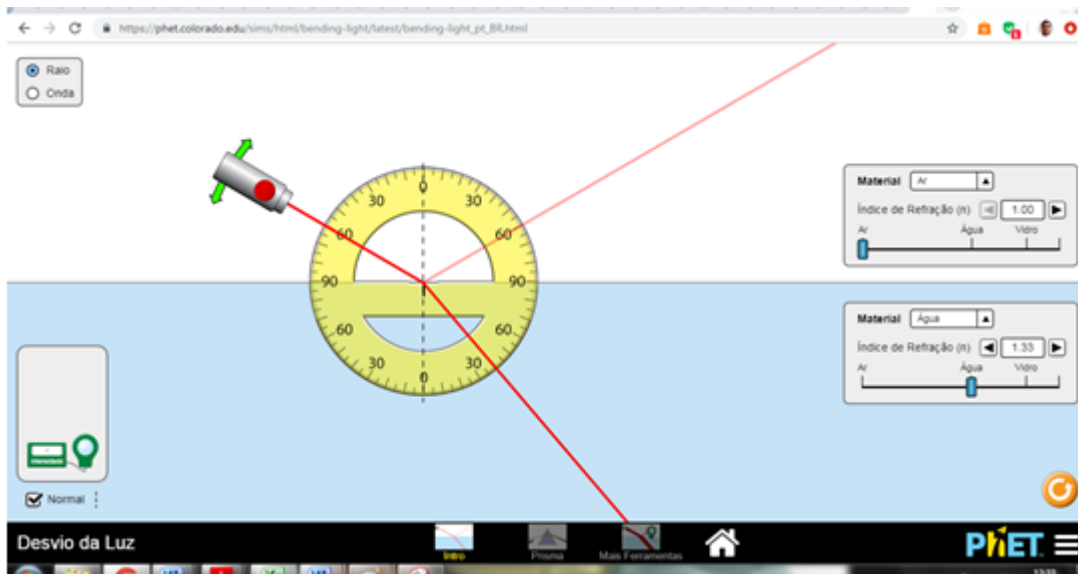 https://phet.colorado.edu/sims/html/bending-light/latest/bending-light_pt_BR.html
Raio
Onda
0
30 30
60 60
90 90
60 60
30 30
0
Material Ar
Índice de Refração (n) 1.00
Ar Água Vidro
Material Água
Índice de Refração (n) 1.33
Ar Água Vidro
Normal
Desvio da Luz
Intro
Prisma
Mais Ferramentas
PhET